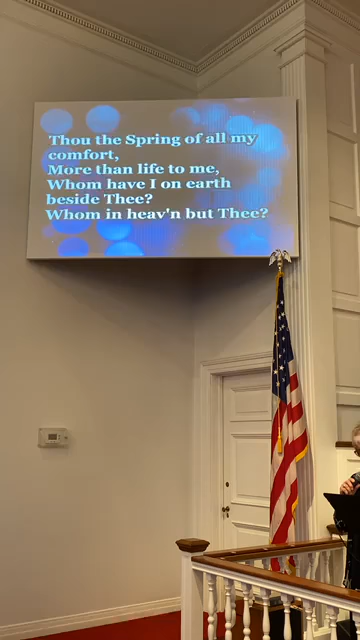 Thou the Spring of all my
comfort,
More than life to me,
Whom have I on earth
beside Thee?
Whom in heav'n but Thee?